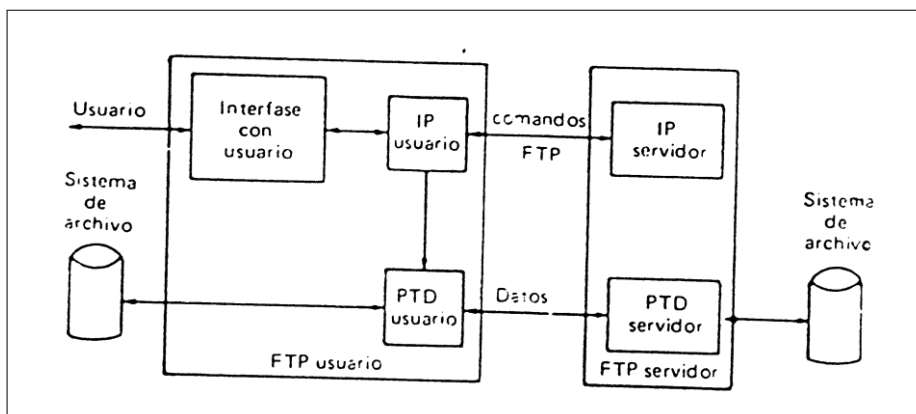 Usuario
Interfase
con
usuario
IP
usuario
comandos
FTP
IP
servidor
Sistema
de
archivo
Sistema
de
archivo
PTD
usuario
Datos
PTD
servidor
FTP usuario
FTP servidor